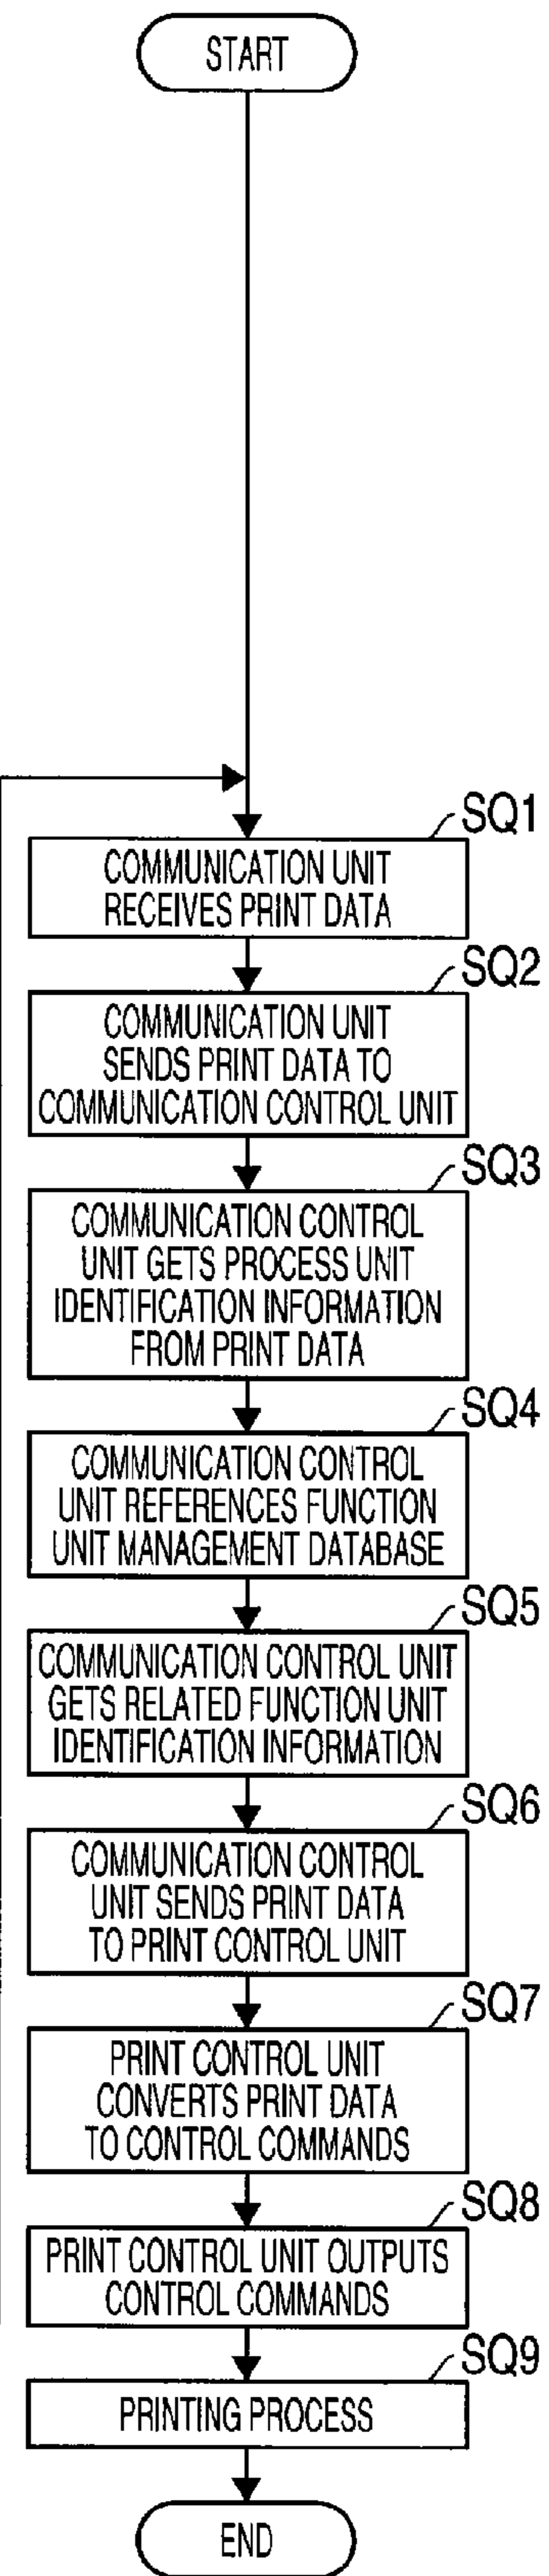 START
SQ1
COMMUNICATION UNIT
RECEIVES PRINT DATA
SQ2
COMMUNICATION UNIT
SENDS PRINT DATA TO
COMMUNICATION CONTROL UNIT
SQ3
COMMUNICATION CONTROL
UNIT GETS PROCESS UNIT
IDENTIFICATION INFORMATION
FROM PRINT DATA
SQ4
COMMUNICATION CONTROL
UNIT REFERENCES FUNCTION
UNIT MANAGEMENT DATABASE
SQ5
COMMUNICATION CONTROL UNIT
GETS RELATED FUNCTION UNIT
IDENTIFICATION INFORMATION
SQ6
COMMUNICATION CONTROL
UNIT SENDS PRINT DATA
TO PRINT CONTROL UNIT
SQ7
PRINT CONTROL UNIT
CONVERTS PRINT DATA
TO CONTROL COMMANDS
SQ8
PRINT CONTROL UNIT OUTPUTS
CONTROL COMMANDS
SQ9
PRINTING PROCESS
END